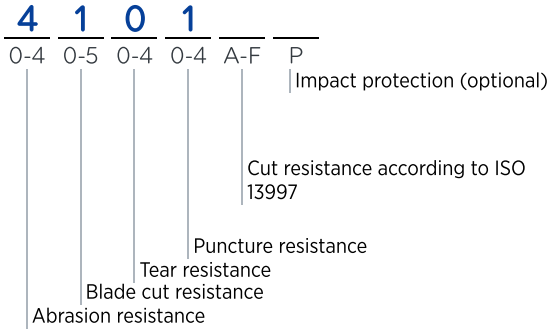 4 1 0 1
0-4 0-5 0-4 0-4 A-F P
Impact protection (optional)
Cut resistance according to ISO
13997
Puncture resistance
Tear resistance
Blade cut resistance
Abrasion resistance